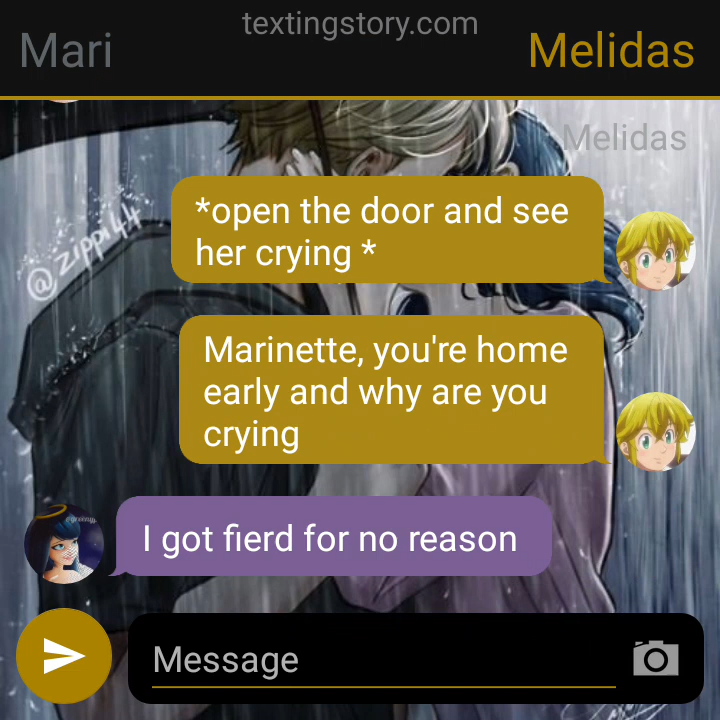 textingstory.com
Mari
Melidas
Melidas
*open the door and see
her crying *
@zippi44
Marinette, you're home
early and why are you
crying
I got fierd for no reason
Message